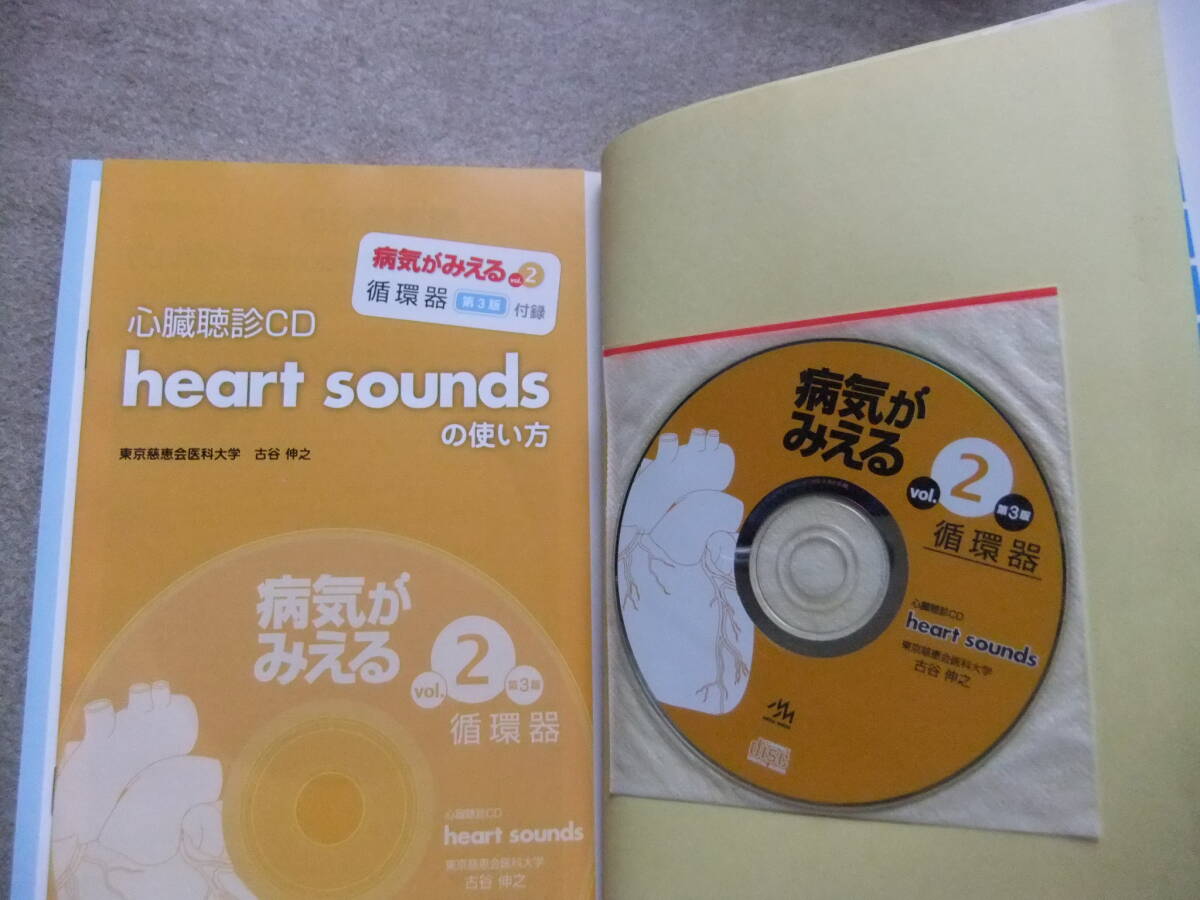 病気がみえる vol.2
循環器 第3版 付録
心臓聴診CD
heart sounds
の使い方
東京慈恵会医科大学 古谷 伸之
病気が
みえる
vol. 2 第3版
循環器
心臓聴診CD
heart sounds
東京慈恵会医科大学
古谷 伸之
病気が
みえる
vol. 2 第3版
循環器
心臓聴診CD
heart sounds
東京慈恵会医科大学
古谷 伸之
disc